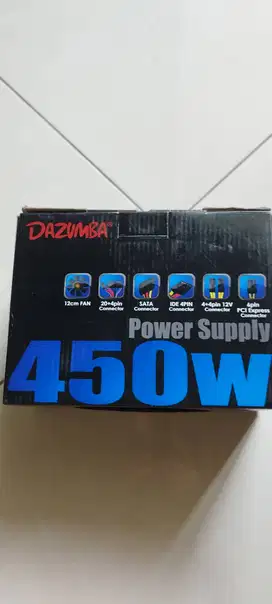 DAZUMBA
12cm FAN
20+4pin
Connector
SATA
Connector
IDE 4PIN
Connector
4+4pin 12V
Connector
6pin
PCI Express
Connector
Power Supply
450w